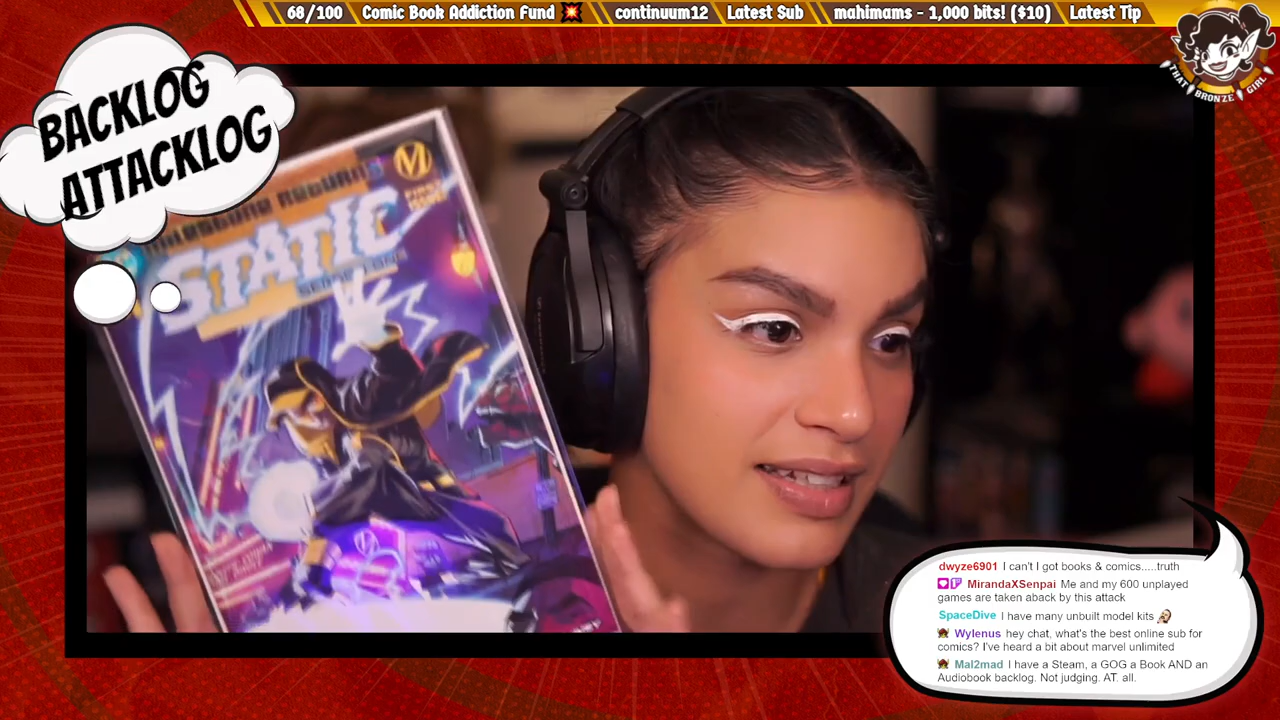 68/100 Comic Book Addiction Fund continuum12 Latest Sub mahimams - 1,000 bits! ($10) Latest Tip
THAT BRONZE GIRL
BACKLOG
ATTACKLOG
M
STATIC
dwyze6901 I can't I got books & comics.....truth
MirandaXSenpai Me and my 600 unplayed
games are taken aback by this attack
SpaceDive I have many unbuilt model kits
Wylenus hey chat, what's the best online sub for
comics? I've heard a bit about marvel unlimited
Mal2mad I have a Steam, a GOG a Book AND an
Audiobook backlog. Not judging. AT. all.